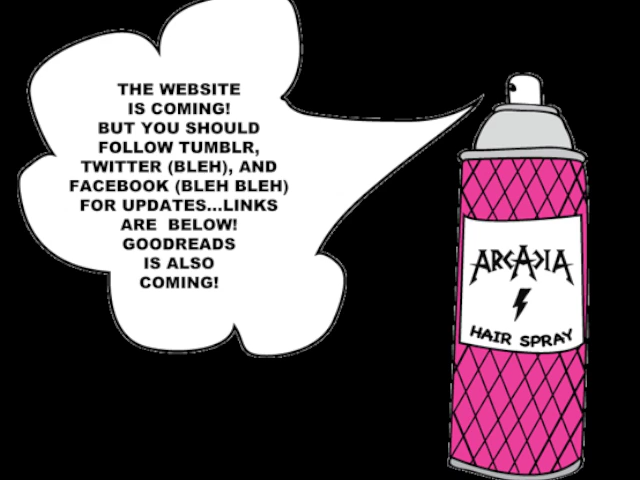 THE WEBSITE
IS COMING!
BUT YOU SHOULD
FOLLOW TUMBLR,
TWITTER (BLEH), AND
FACEBOOK (BLEH BLEH)
FOR UPDATES...LINKS
ARE BELOW!
GOODREADS
IS ALSO
COMING!
ARCADIA
HAIR SPRAY